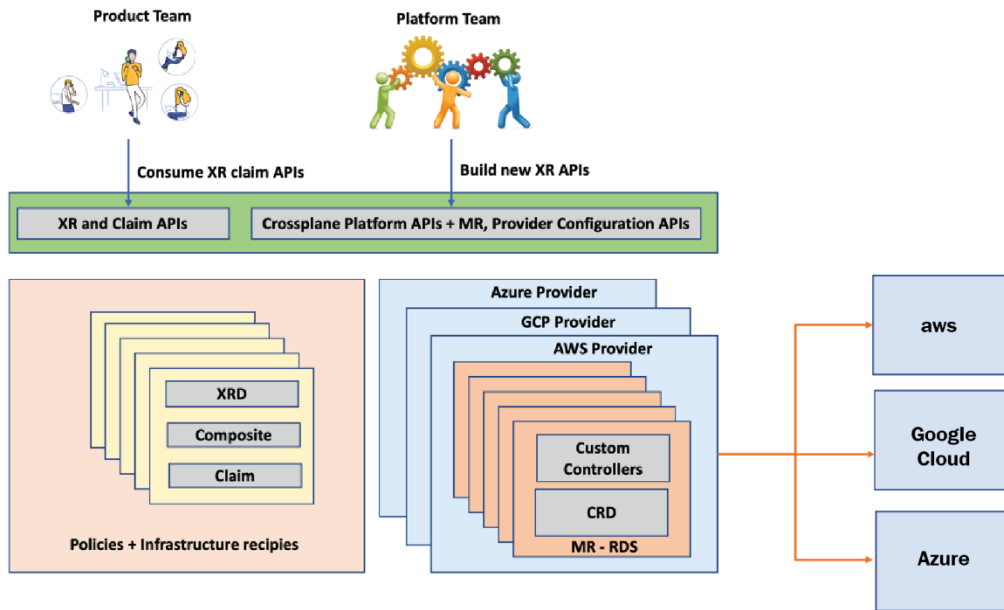 Product Team
Platform Team
Consume XR claim APIs
Build new XR APIs
XR and Claim APIs
Crossplane Platform APIs + MR, Provider Configuration APIs
Azure Provider
GCP Provider
AWS Provider
XRD
Composite
Claim
Policies + Infrastructure recipies
Custom
Controllers
CRD
MR - RDS
aws
Google
Cloud
Azure